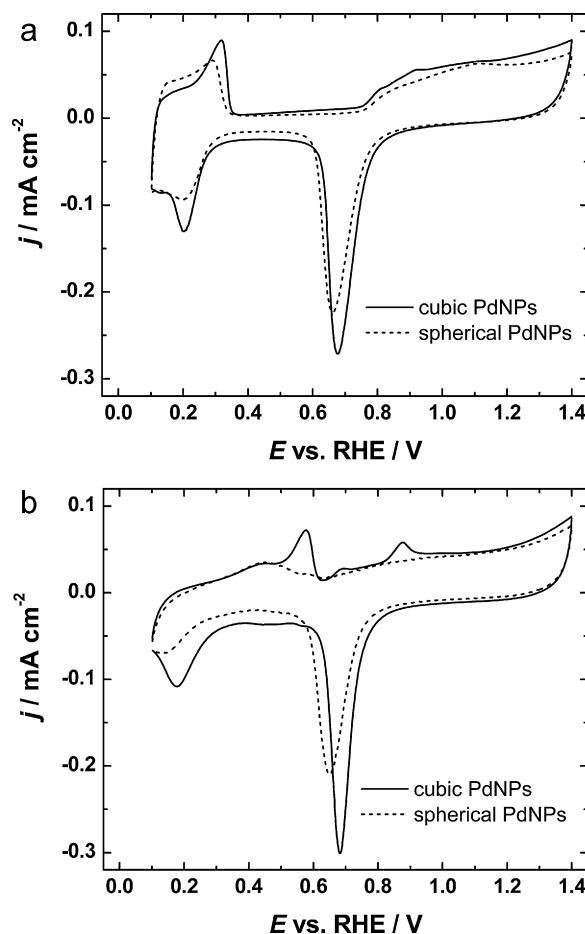 a
0.1
0.0
-0.1
-0.2
-0.3
j / mA cm-2
cubic PdNPs
spherical PdNPs
0.0 0.2 0.4 0.6 0.8 1.0 1.2 1.4
E vs. RHE / V
b
0.1
0.0
-0.1
-0.2
-0.3
j / mA cm-2
cubic PdNPs
spherical PdNPs
0.0 0.2 0.4 0.6 0.8 1.0 1.2 1.4
E vs. RHE / V